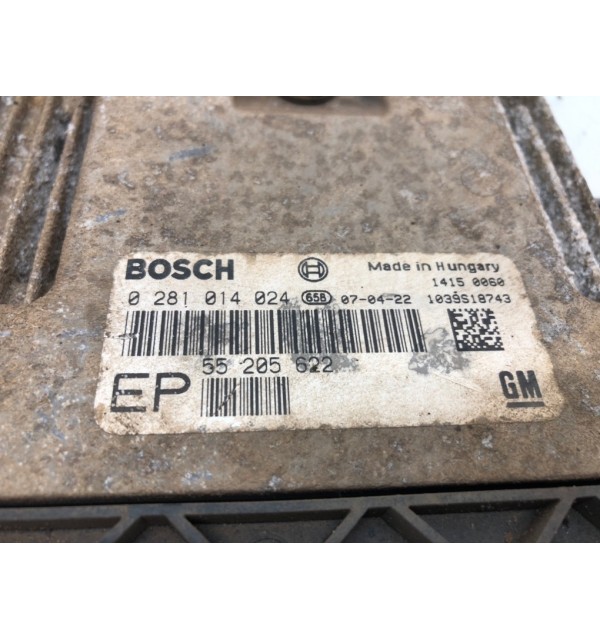 BOSCH Made in Hungary
1415 0060
0 281 014 024 65B 07-04-22 1039S18743
55 205 622
EP GM